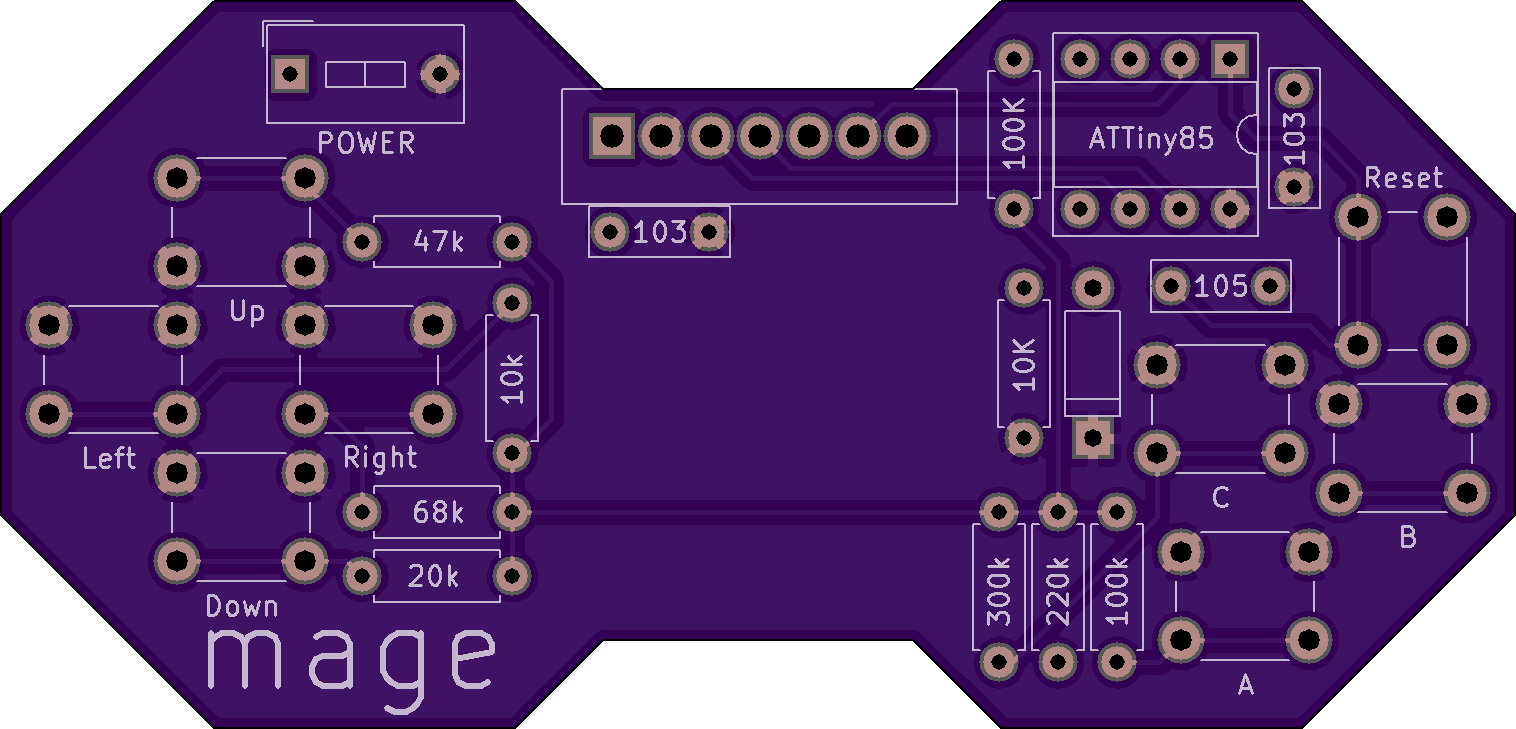 POWER
100K
ATTiny85
103
Reset
47k
103
Up
105
10k
10K
Left
Right
C
68k
B
20k
300k
220k
100k
Down
mage
A